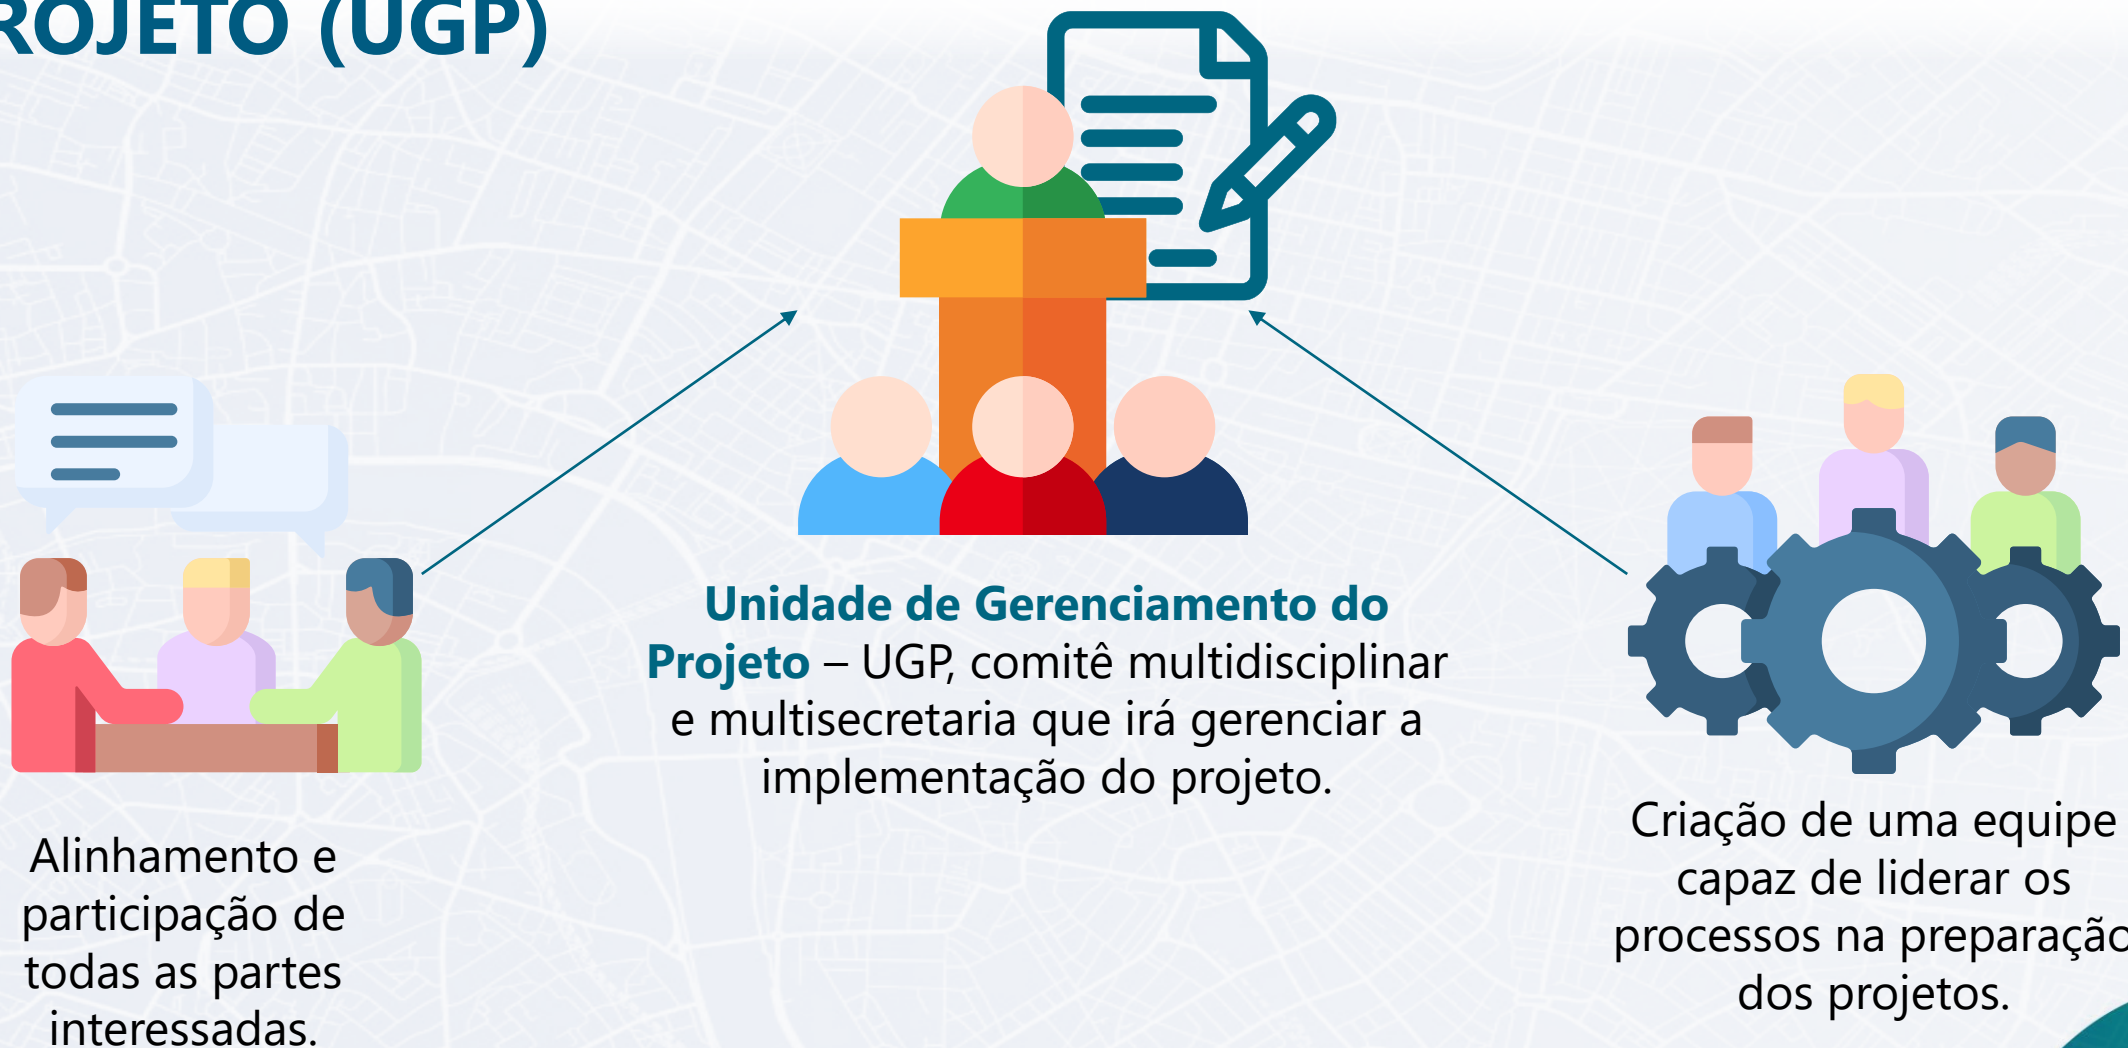 ROJETO (UGP)
Unidade de Gerenciamento do
Projeto – UGP, comitê multidisciplinar
e multisecretaria que irá gerenciar a
implementação do projeto.
Alinhamento e
participação de
todas as partes
interessadas.
Criação de uma equipe
capaz de liderar os
processos na preparação
dos projetos.